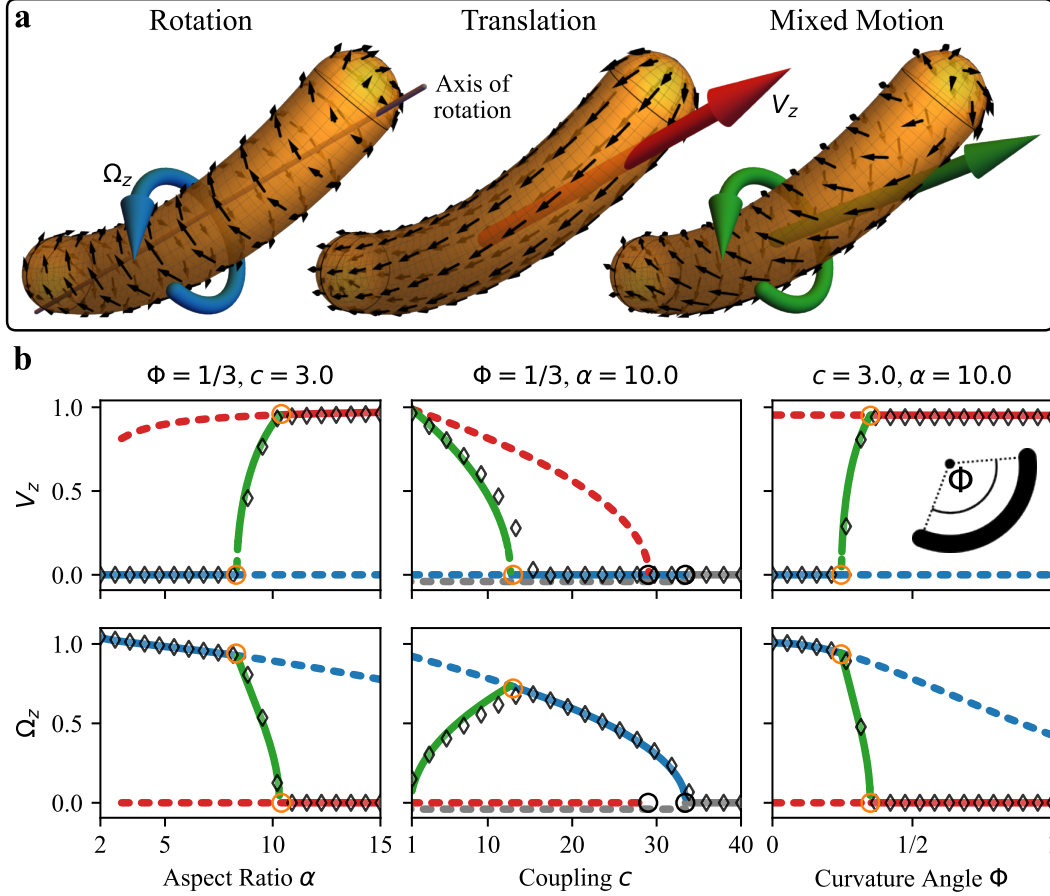 a
Rotation
Translation
Mixed Motion
Axis of
rotation
Ω_z
V_z
b
Φ = 1/3, c = 3.0
Φ = 1/3, α = 10.0
c = 3.0, α = 10.0
V_z
1.0
0.5
0.0
Φ
Ω_z
1.0
0.5
0.0
2
5
10
15
1
10
20
30
40
0
1/2
Aspect Ratio α
Coupling c
Curvature Angle Φ